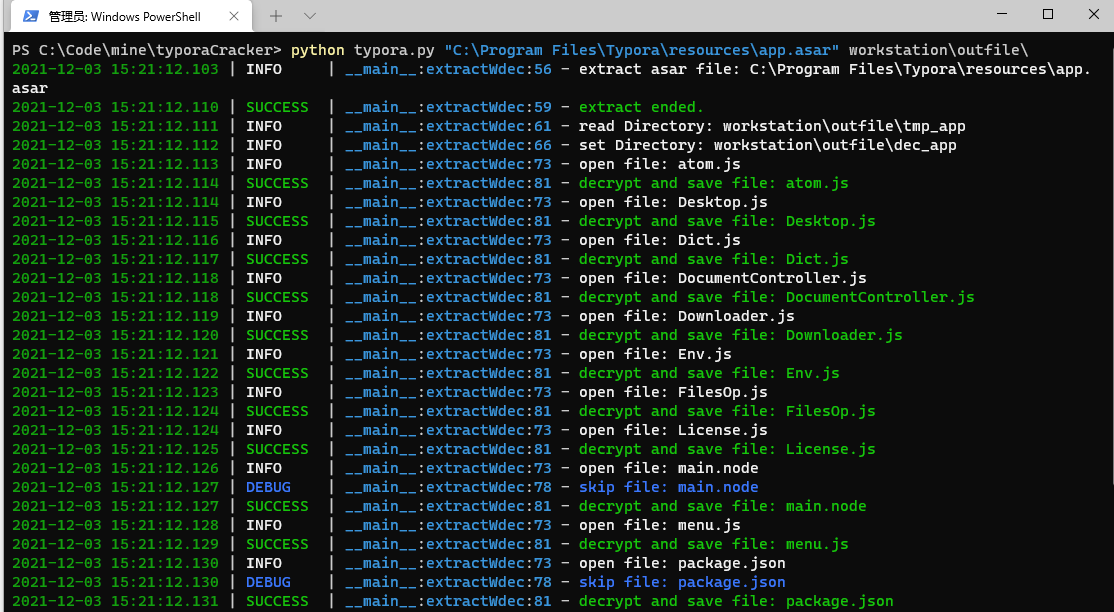 管理员: Windows PowerShell
PS C:\Code\mine\typoraCracker> python typora.py "C:\Program Files\Typora\resources\app.asar" workstation\outfile\
2021-12-03 15:21:12.103 | INFO     | __main__:extractWdec:56 - extract asar file: C:\Program Files\Typora\resources\app.
asar
2021-12-03 15:21:12.110 | SUCCESS  | __main__:extractWdec:59 - extract ended.
2021-12-03 15:21:12.111 | INFO     | __main__:extractWdec:61 - read Directory: workstation\outfile\tmp_app
2021-12-03 15:21:12.112 | INFO     | __main__:extractWdec:66 - set Directory: workstation\outfile\dec_app
2021-12-03 15:21:12.113 | INFO     | __main__:extractWdec:73 - open file: atom.js
2021-12-03 15:21:12.114 | SUCCESS  | __main__:extractWdec:81 - decrypt and save file: atom.js
2021-12-03 15:21:12.114 | INFO     | __main__:extractWdec:73 - open file: Desktop.js
2021-12-03 15:21:12.115 | SUCCESS  | __main__:extractWdec:81 - decrypt and save file: Desktop.js
2021-12-03 15:21:12.116 | INFO     | __main__:extractWdec:73 - open file: Dict.js
2021-12-03 15:21:12.117 | SUCCESS  | __main__:extractWdec:81 - decrypt and save file: Dict.js
2021-12-03 15:21:12.118 | INFO     | __main__:extractWdec:73 - open file: DocumentController.js
2021-12-03 15:21:12.118 | SUCCESS  | __main__:extractWdec:81 - decrypt and save file: DocumentController.js
2021-12-03 15:21:12.119 | INFO     | __main__:extractWdec:73 - open file: Downloader.js
2021-12-03 15:21:12.120 | SUCCESS  | __main__:extractWdec:81 - decrypt and save file: Downloader.js
2021-12-03 15:21:12.121 | INFO     | __main__:extractWdec:73 - open file: Env.js
2021-12-03 15:21:12.122 | SUCCESS  | __main__:extractWdec:81 - decrypt and save file: Env.js
2021-12-03 15:21:12.123 | INFO     | __main__:extractWdec:73 - open file: FilesOp.js
2021-12-03 15:21:12.124 | SUCCESS  | __main__:extractWdec:81 - decrypt and save file: FilesOp.js
2021-12-03 15:21:12.124 | INFO     | __main__:extractWdec:73 - open file: License.js
2021-12-03 15:21:12.125 | SUCCESS  | __main__:extractWdec:81 - decrypt and save file: License.js
2021-12-03 15:21:12.126 | INFO     | __main__:extractWdec:73 - open file: main.node
2021-12-03 15:21:12.127 | DEBUG    | __main__:extractWdec:78 - skip file: main.node
2021-12-03 15:21:12.127 | SUCCESS  | __main__:extractWdec:81 - decrypt and save file: main.node
2021-12-03 15:21:12.128 | INFO     | __main__:extractWdec:73 - open file: menu.js
2021-12-03 15:21:12.129 | SUCCESS  | __main__:extractWdec:81 - decrypt and save file: menu.js
2021-12-03 15:21:12.130 | INFO     | __main__:extractWdec:73 - open file: package.json
2021-12-03 15:21:12.130 | DEBUG    | __main__:extractWdec:78 - skip file: package.json
2021-12-03 15:21:12.131 | SUCCESS  | __main__:extractWdec:81 - decrypt and save file: package.json